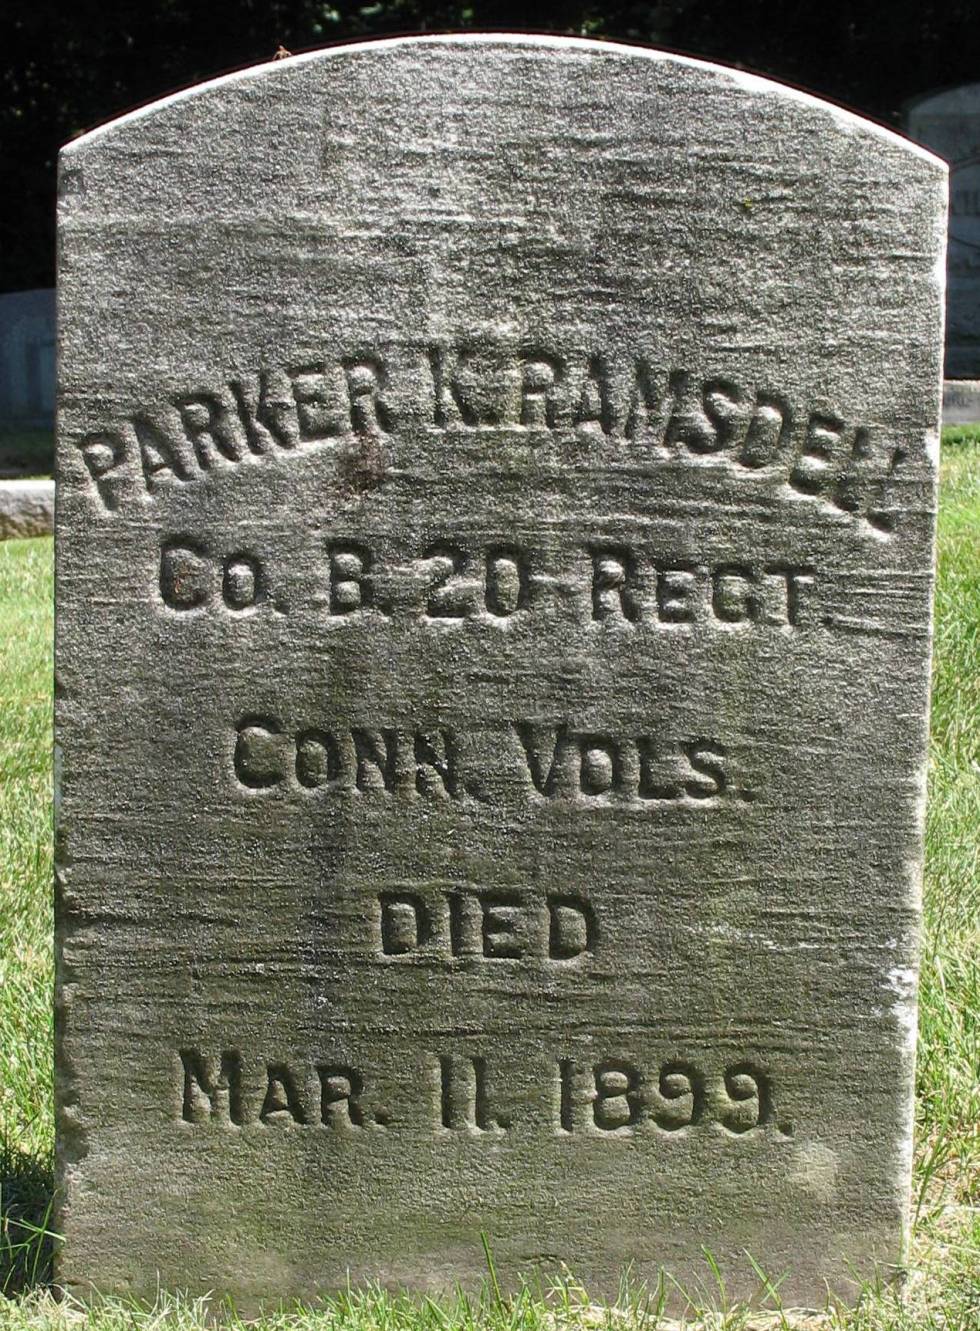 PARKER K. RAMSDELL
CO. B. 20 REGT.
CONN. VOLS.
DIED
MAR. 11. 1899.